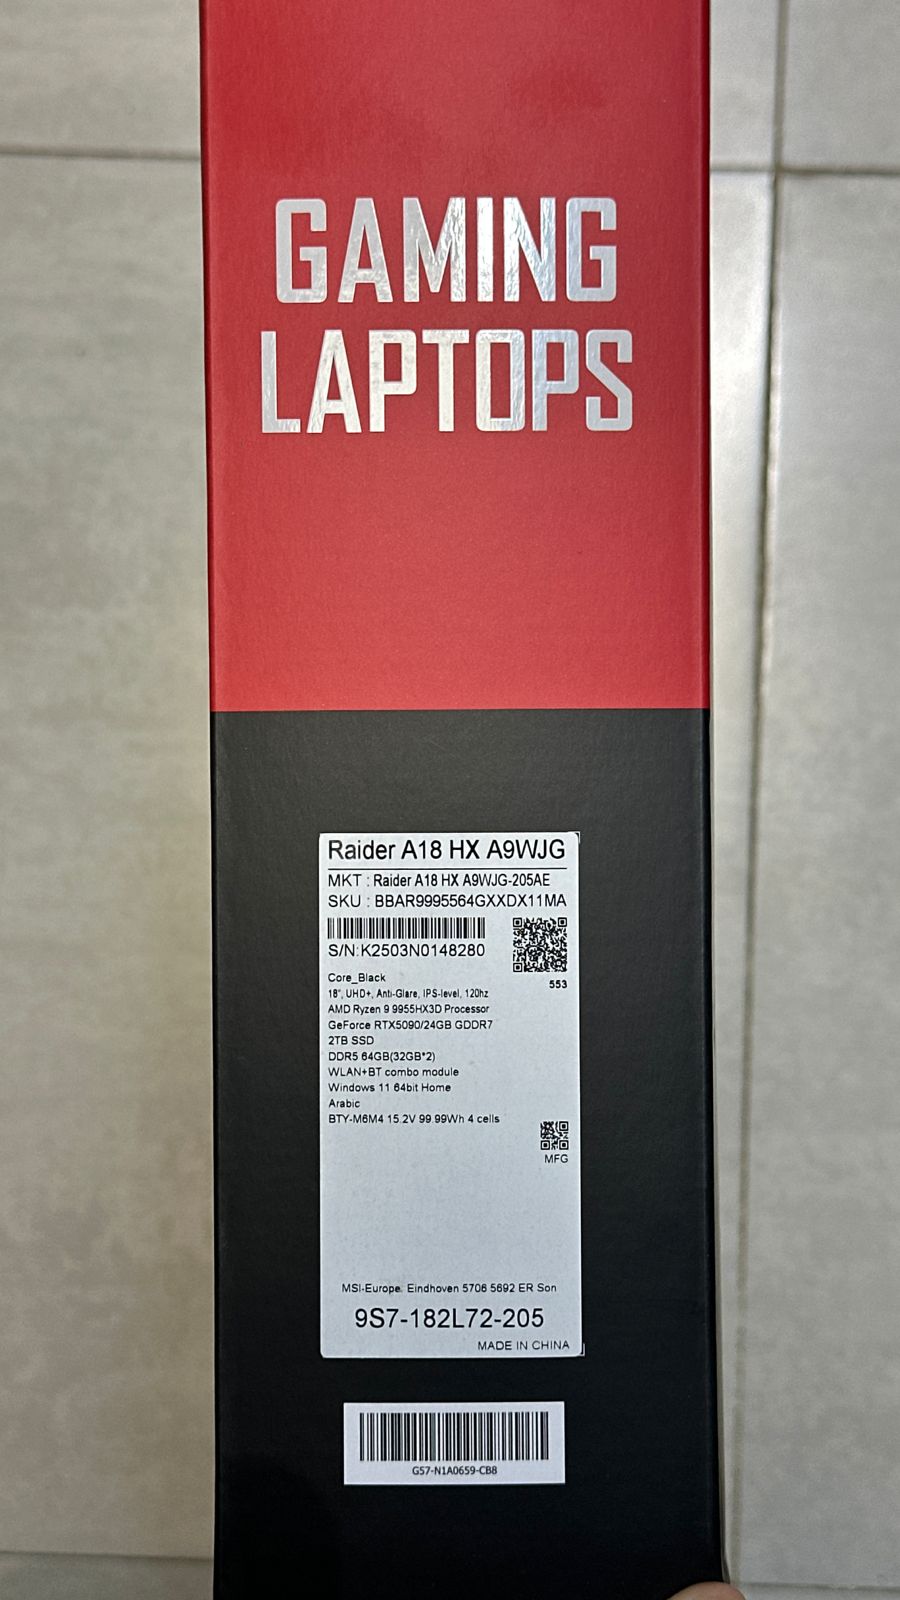 GAMING
LAPTOPS
Raider A18 HX A9WJG
MKT : Raider A18 HX A9WJG-205AE
SKU : BBAR9995564GXXDX11MA
S/N:K2503N0148280
553
Core_Black
18", UHD+, Anti-Glare, IPS-level, 120hz
AMD Ryzen 9 9955HX3D Processor
GeForce RTX5090/24GB GDDR7
2TB SSD
DDR5 64GB(32GB*2)
WLAN+BT combo module
Windows 11 64bit Home
Arabic
BTY-M6M4 15.2V 99.99Wh 4 cells
MFG
MSI-Europe. Eindhoven 5706 5692 ER Son
9S7-182L72-205
MADE IN CHINA
G57-N1A0659-CB8